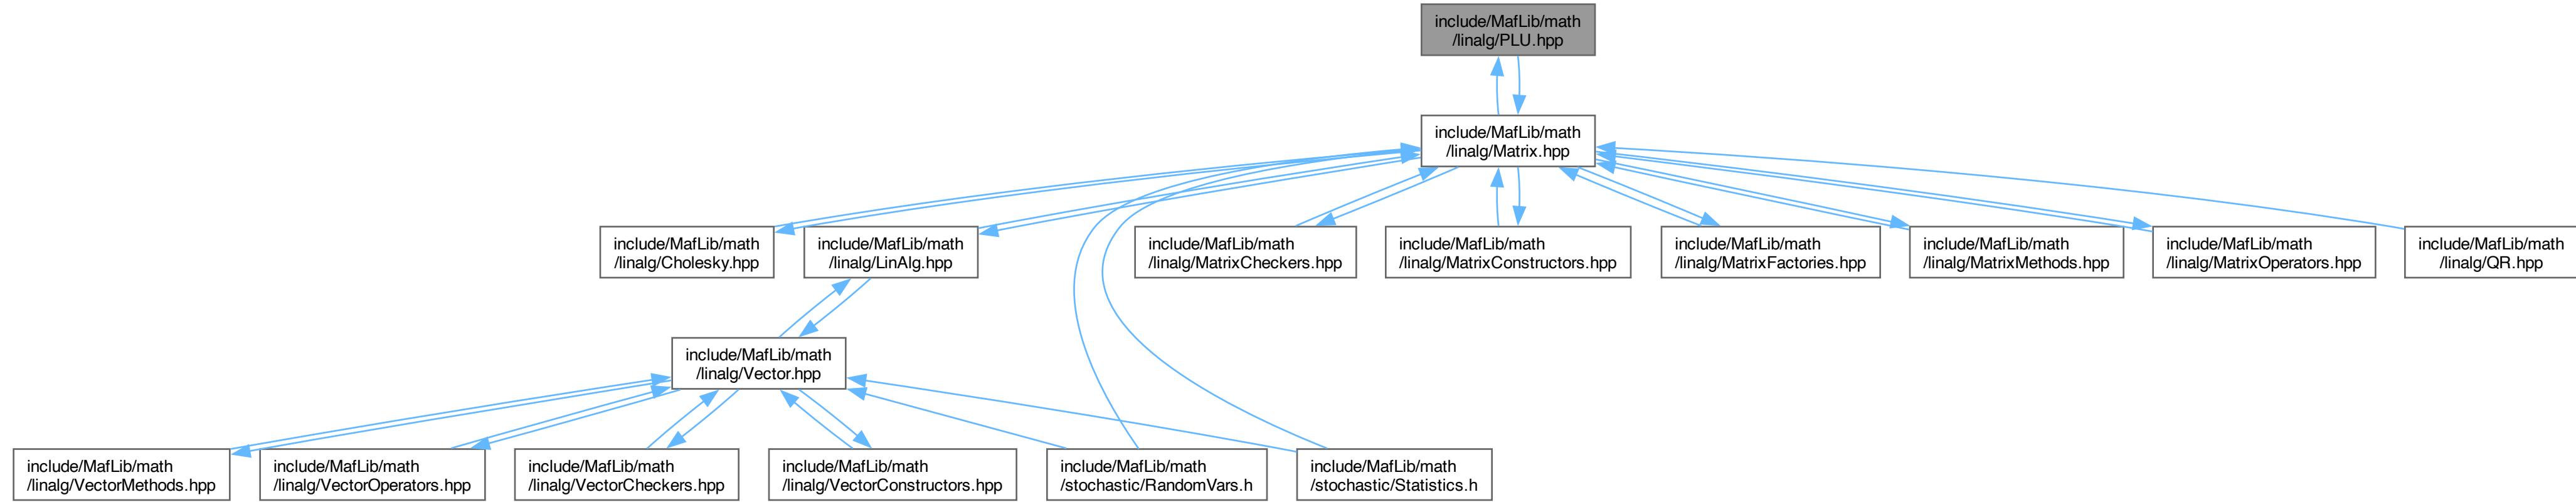 include/MafLib/math
/linalg/PLU.hpp
include/MafLib/math
/linalg/Matrix.hpp
include/MafLib/math
/linalg/Cholesky.hpp
include/MafLib/math
/linalg/LinAlg.hpp
include/MafLib/math
/linalg/MatrixCheckers.hpp
include/MafLib/math
/linalg/MatrixConstructors.hpp
include/MafLib/math
/linalg/MatrixFactories.hpp
include/MafLib/math
/linalg/MatrixMethods.hpp
include/MafLib/math
/linalg/MatrixOperators.hpp
include/MafLib/math
/linalg/QR.hpp
include/MafLib/math
/linalg/Vector.hpp
include/MafLib/math
/linalg/VectorMethods.hpp
include/MafLib/math
/linalg/VectorOperators.hpp
include/MafLib/math
/linalg/VectorCheckers.hpp
include/MafLib/math
/linalg/VectorConstructors.hpp
include/MafLib/math
/stochastic/RandomVars.h
include/MafLib/math
/stochastic/Statistics.h